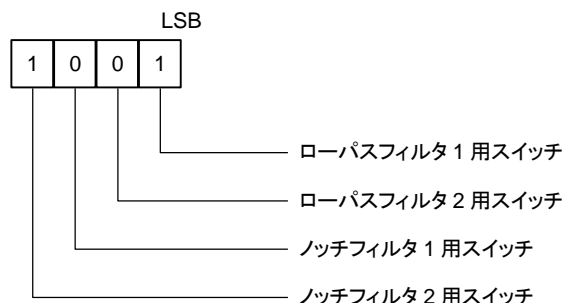 LSB
1 0 0 1
ローパスフィルタ 1 用スイッチ
ローパスフィルタ 2 用スイッチ
ノッチフィルタ 1 用スイッチ
ノッチフィルタ 2 用スイッチ